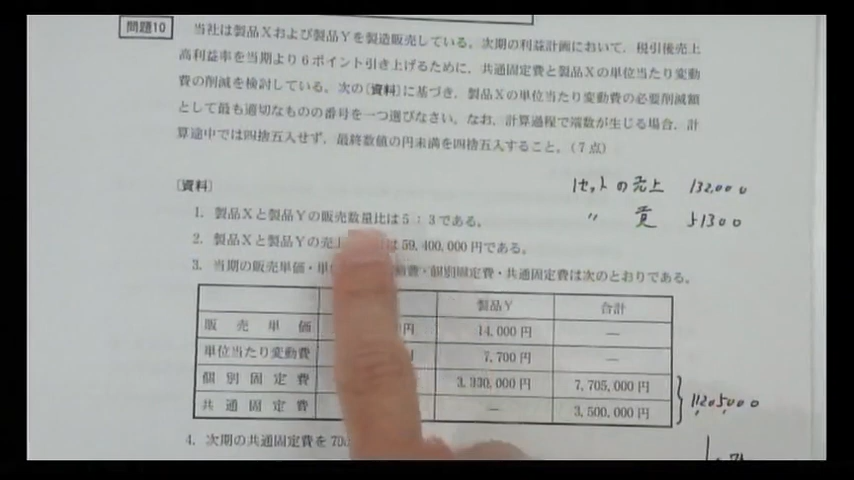 問題10
当社は製品Xおよび製品Yを製造販売している。次期の利益計画において,税引後売上
高利益率を当期より6ポイント引き上げるために,共通固定費と製品Xの単位当たり変動
費の削減を検討している。次の〔資料〕に基づき,製品Xの単位当たり変動費の必要削減額
として最も適切なものの番号を一つ選びなさい。なお,計算過程で端数が生じる場合,計
算途中では四捨五入せず,最終数値の円未満を四捨五入すること。(7点)
1セットの売上 132,000
〃 貢 51300
〔資料〕
1. 製品Xと製品Yの販売数量比は5:3である。
2. 製品Xと製品Yの売上 は59,400,000円である。
3. 当期の販売単価・単 費・個別固定費・共通固定費は次のとおりである。
製品Y 合計
販売単価 円 14,000円 ―
単位当たり変動費 7,700円 ―
個別固定費 3,330,000円 7,705,000円
共通固定費 ― 3,500,000円
11,205,000
4. 次期の共通固定費を70